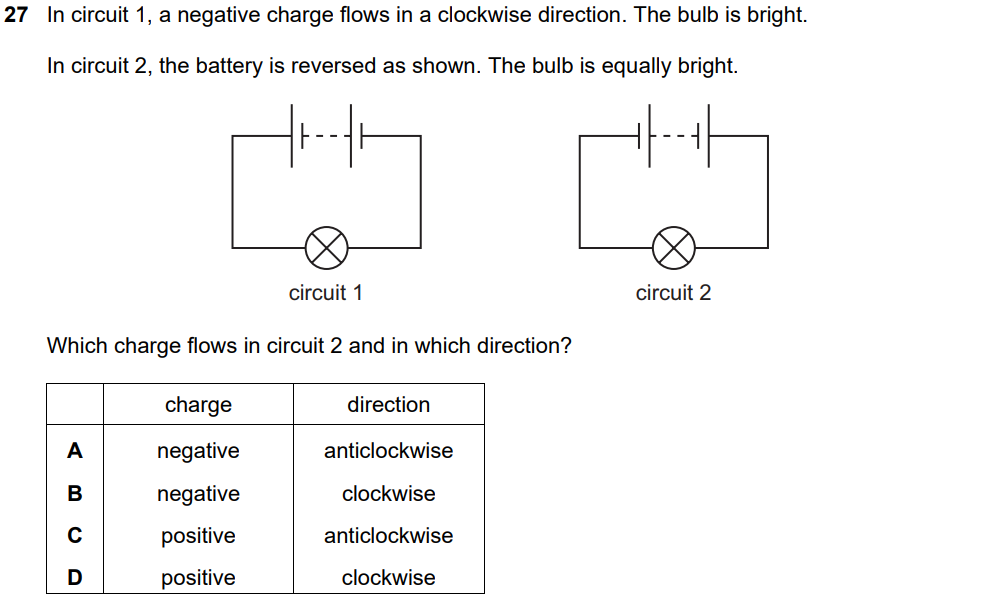 27 In circuit 1, a negative charge flows in a clockwise direction. The bulb is bright.
In circuit 2, the battery is reversed as shown. The bulb is equally bright.
circuit 1 circuit 2
Which charge flows in circuit 2 and in which direction?
charge direction
A negative anticlockwise
B negative clockwise
C positive anticlockwise
D positive clockwise